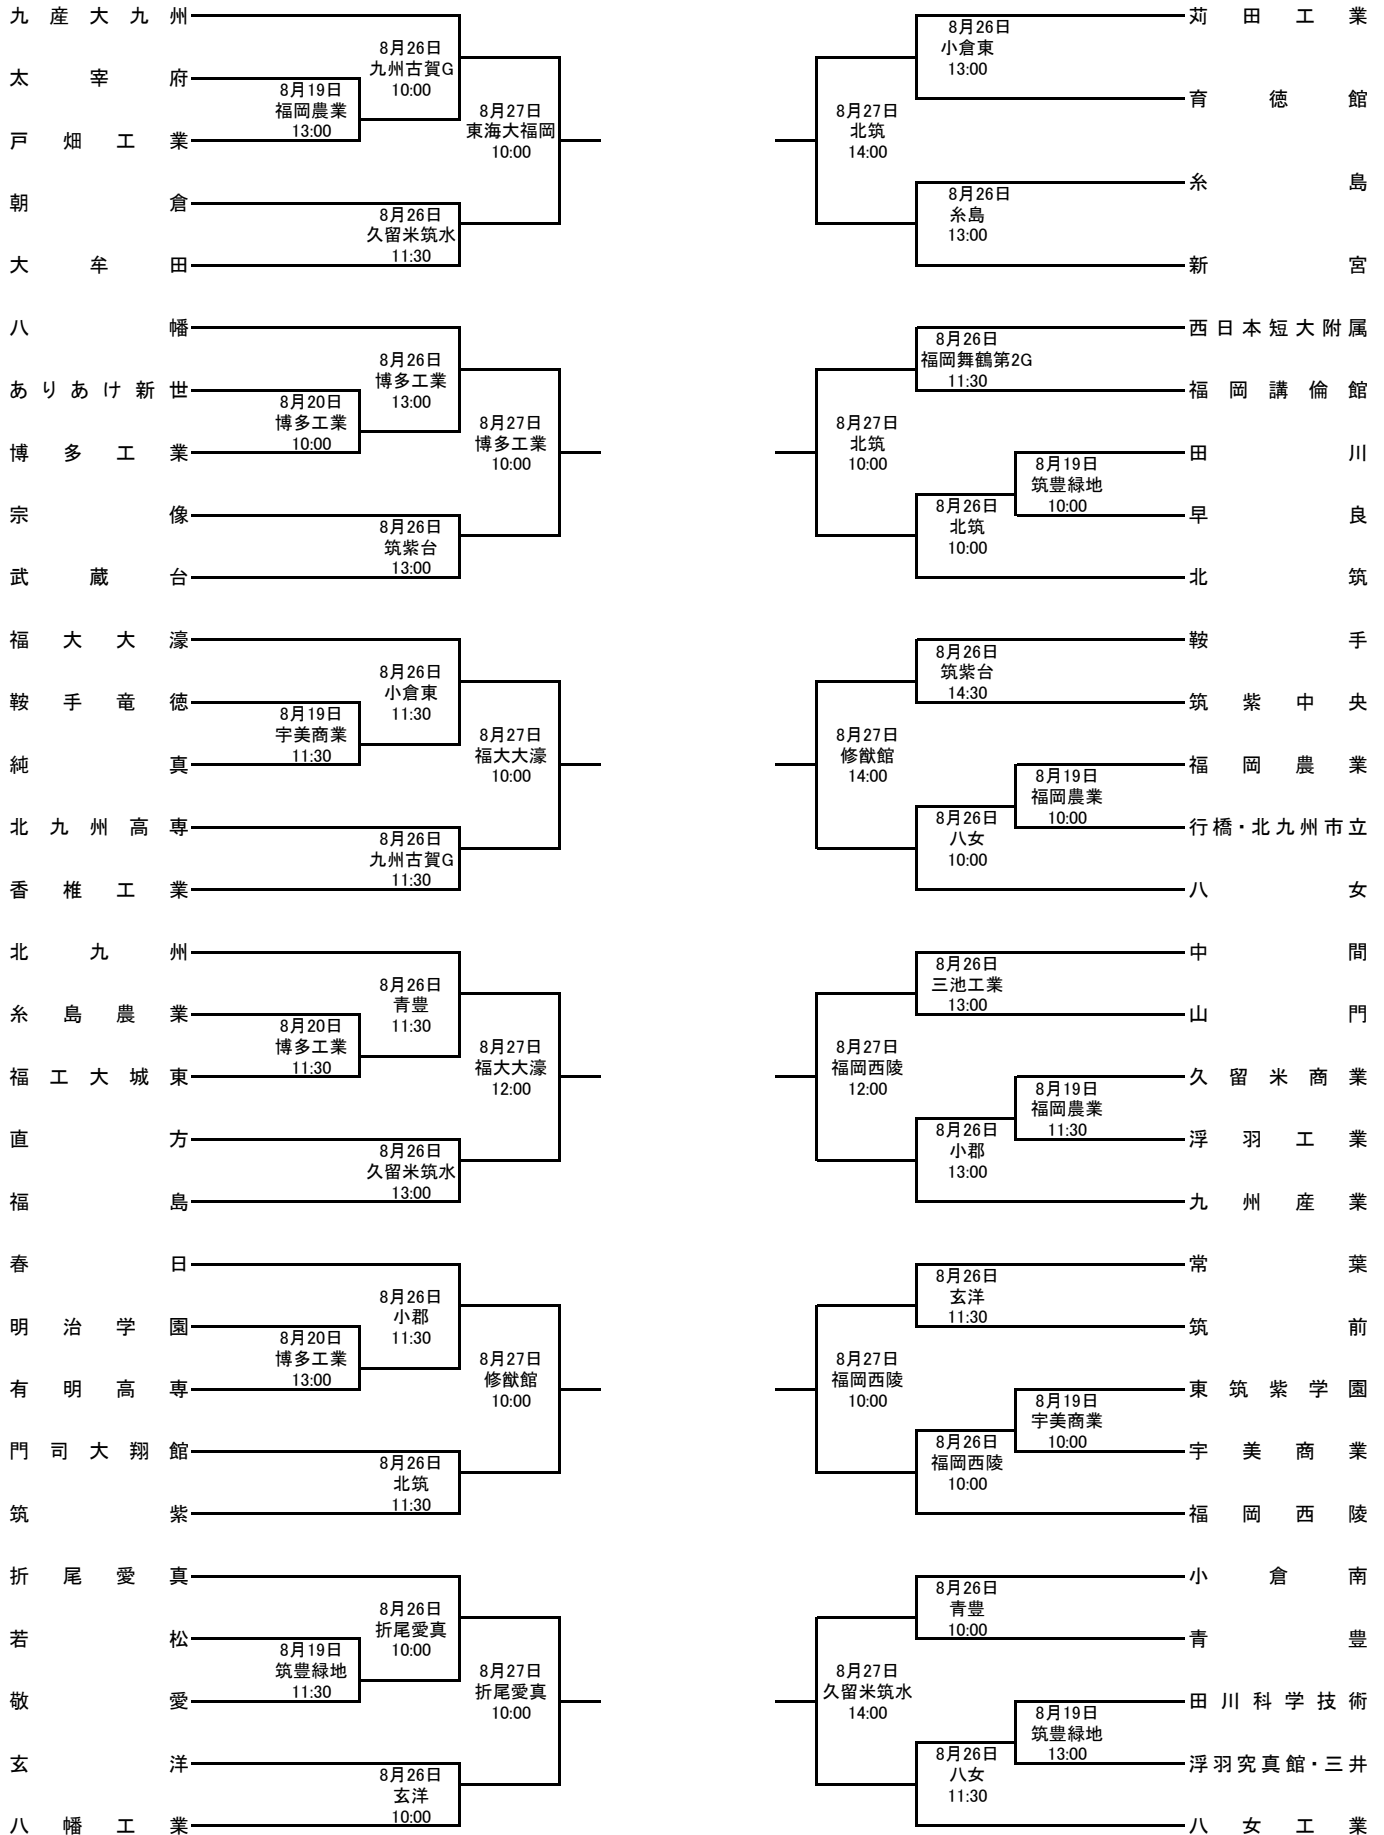 九産大九州
8月26日
九州古賀G
10:00
太宰府
8月19日
福岡農業
13:00
戸畑工業
8月27日
東海大福岡
10:00
朝倉
8月26日
久留米筑水
11:30
大牟田
八幡
8月26日
博多工業
13:00
ありあけ新世
8月20日
博多工業
10:00
博多工業
8月27日
博多工業
10:00
宗像
8月26日
筑紫台
13:00
武蔵台
福大大濠
8月26日
小倉東
11:30
鞍手竜徳
8月19日
宇美商業
11:30
純真
8月27日
福大大濠
10:00
北九州高専
8月26日
九州古賀G
11:30
香椎工業
北九州
8月26日
青豊
11:30
糸島農業
8月20日
博多工業
11:30
福工大城東
8月27日
福大大濠
12:00
直方
8月26日
久留米筑水
13:00
福島
春日
8月26日
小郡
11:30
明治学園
8月20日
博多工業
13:00
有明高専
8月27日
修猷館
10:00
門司大翔館
8月26日
北筑
11:30
筑紫
折尾愛真
8月26日
折尾愛真
10:00
若松
8月19日
筑豊緑地
11:30
敬愛
8月27日
折尾愛真
10:00
玄洋
8月26日
玄洋
10:00
八幡工業
苅田工業
8月26日
小倉東
13:00
育徳館
8月27日
北筑
14:00
糸島
8月26日
糸島
13:00
新宮
西日本短大附属
8月26日
福岡舞鶴第2G
11:30
福岡講倫館
8月27日
北筑
10:00
田川
8月19日
筑豊緑地
10:00
早良
8月26日
北筑
10:00
北筑
鞍手
8月26日
筑紫台
14:30
筑紫中央
8月27日
修猷館
14:00
福岡農業
8月19日
福岡農業
10:00
行橋・北九州市立
8月26日
八女
10:00
八女
中間
8月26日
三池工業
13:00
山門
8月27日
福岡西陵
12:00
久留米商業
8月19日
福岡農業
11:30
浮羽工業
8月26日
小郡
13:00
九州産業
常葉
8月26日
玄洋
11:30
筑前
8月27日
福岡西陵
10:00
東筑紫学園
8月19日
宇美商業
10:00
宇美商業
8月26日
福岡西陵
10:00
福岡西陵
小倉南
8月26日
青豊
10:00
青豊
8月27日
久留米筑水
14:00
田川科学技術
8月19日
筑豊緑地
13:00
浮羽究真館・三井
8月26日
八女
11:30
八女工業